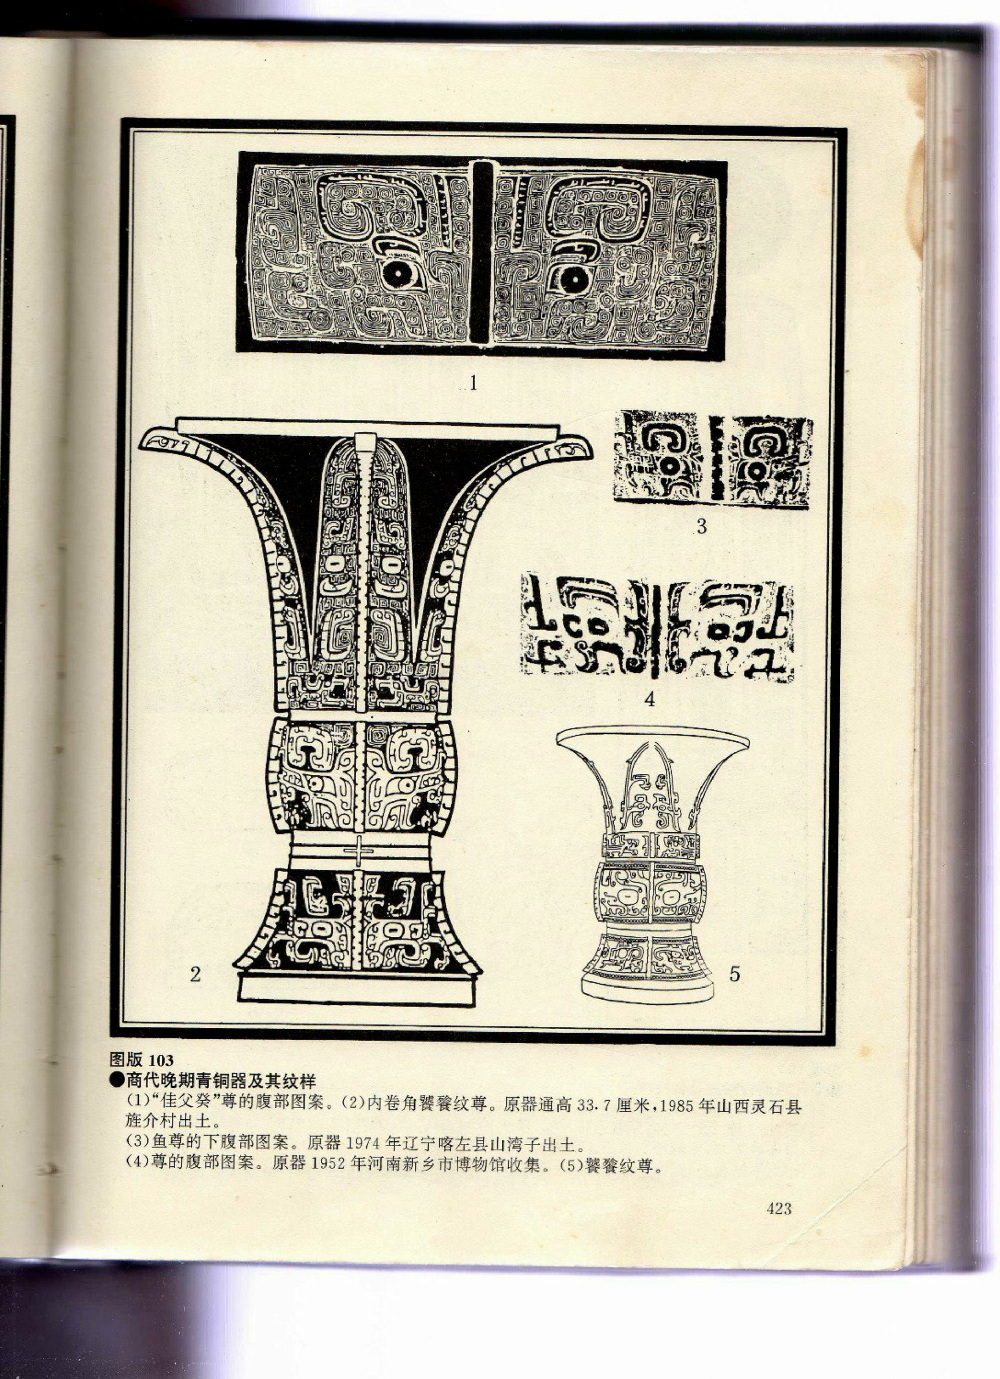 1
3
4
2
5
图版 103
●商代晚期青铜器及其纹样
(1)“隹父癸”尊的腹部图案。(2)内卷角饕餮纹尊。原器通高 33.7 厘米,1985 年山西灵石县
旌介村出土。
(3)鱼尊的下腹部图案。原器 1974 年辽宁喀左县山湾子出土。
(4)尊的腹部图案。原器 1952 年河南新乡市博物馆收集。(5)饕餮纹尊。
423